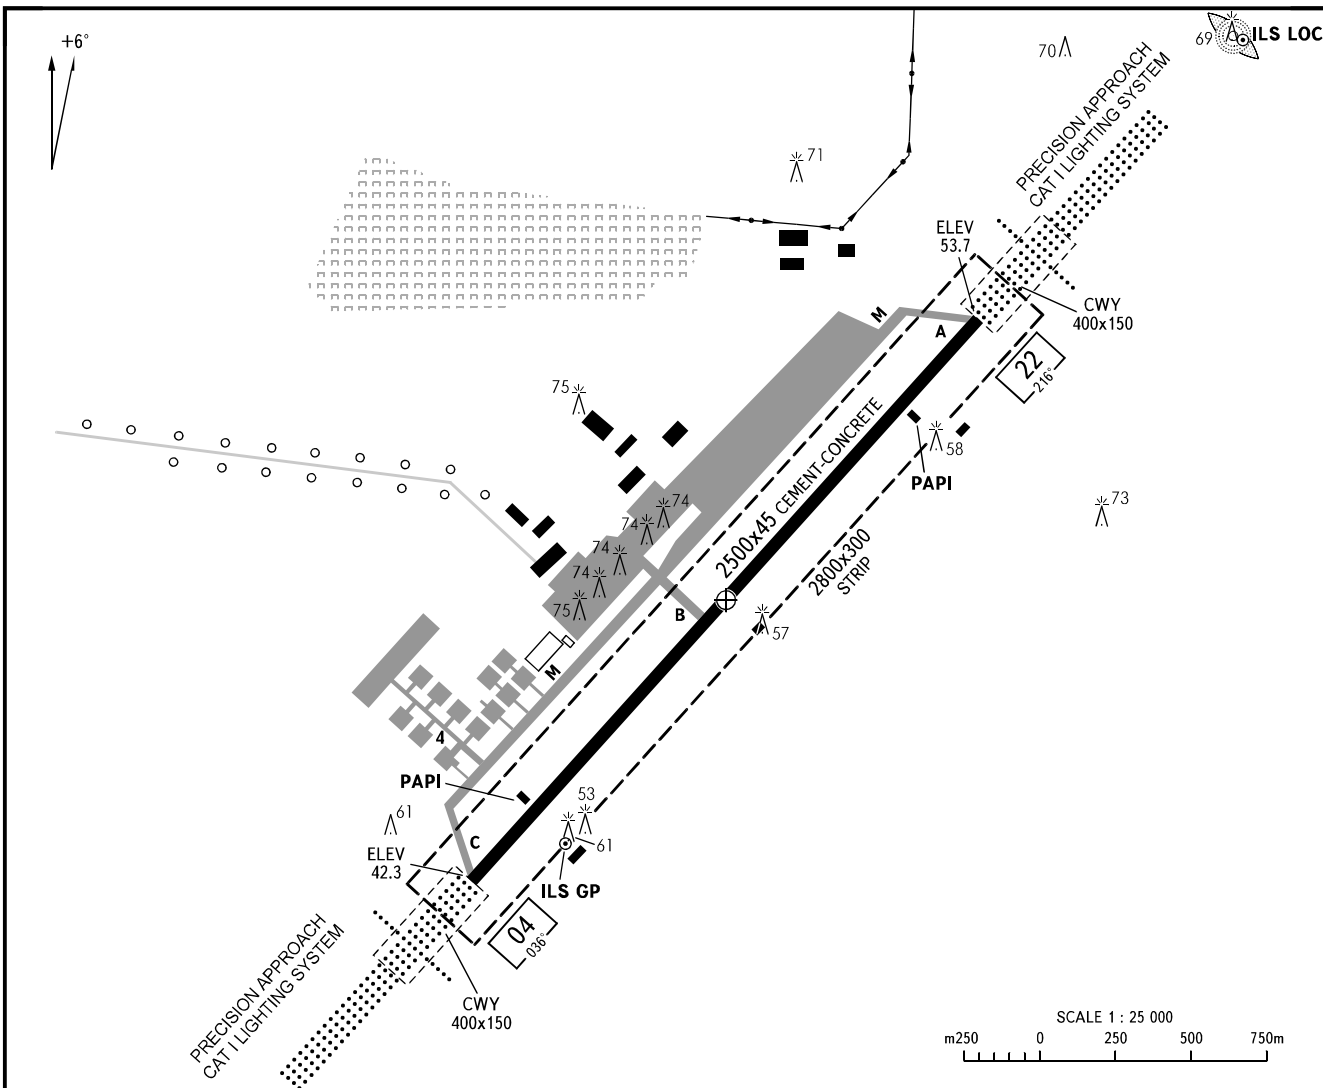 +6°
70
69
ILS LOC
PRECISION APPROACH
CAT I LIGHTING SYSTEM
71
ELEV
53.7
M
A
CWY
400x150
22
216°
75
2500x45 CEMENT-CONCRETE
58
PAPI
73
74
74
74
74
75
2800x300
STRIP
B
57
M
4
PAPI
53
61
61
C
ELEV
42.3
ILS GP
04
036°
PRECISION APPROACH
CAT I LIGHTING SYSTEM
CWY
400x150
SCALE 1 : 25 000
m250 0 250 500 750m